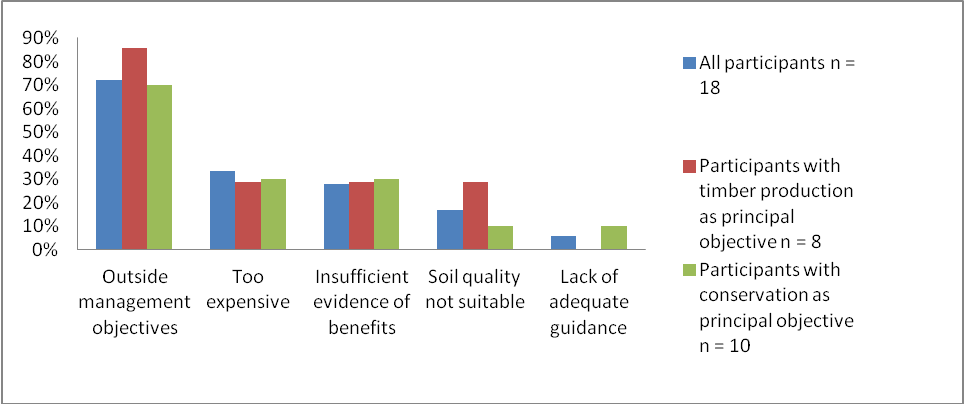 90%
80%
70%
60%
50%
40%
30%
20%
10%
0%
Outside
management
objectives
Too
expensive
Insufficient
evidence of
benefits
Soil quality
not suitable
Lack of
adequate
guidance
All participants n =
18
Participants with
timber production
as principal
objective n = 8
Participants with
conservation as
principal objective
n = 10